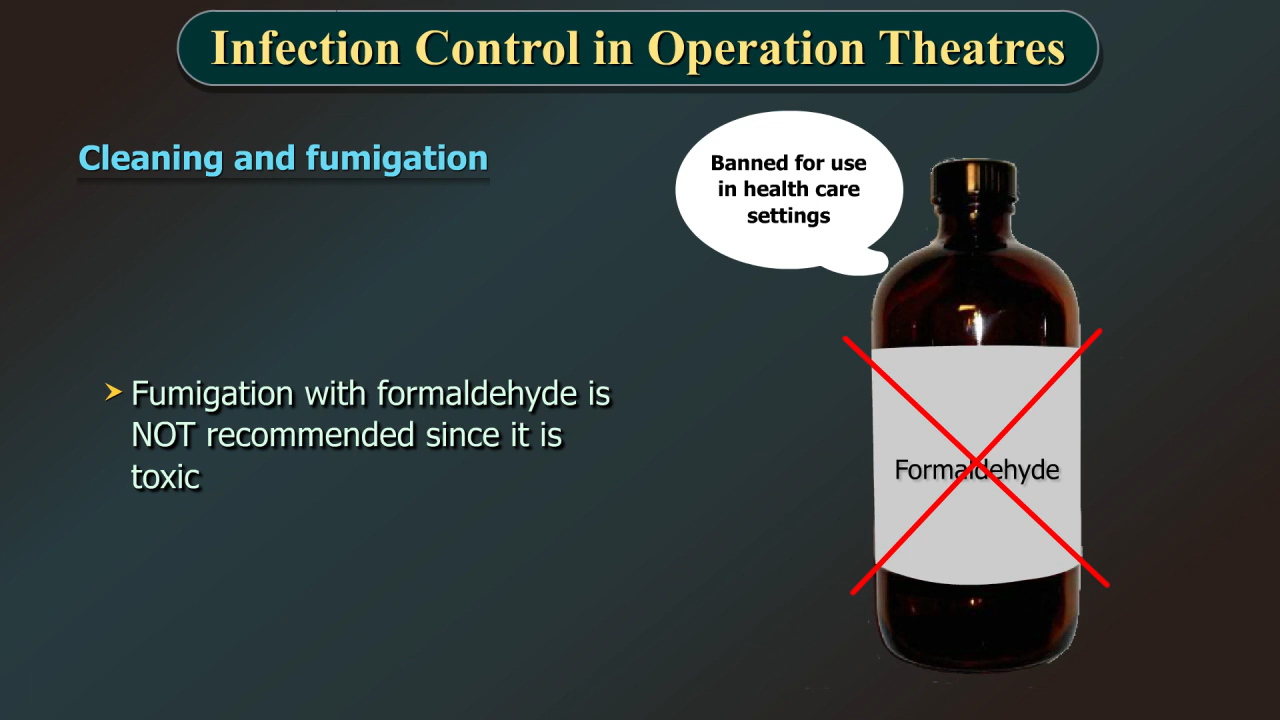 Infection Control in Operation Theatres
Cleaning and fumigation
Banned for use
in health care
settings
➤ Fumigation with formaldehyde is
NOT recommended since it is
toxic
Formaldehyde